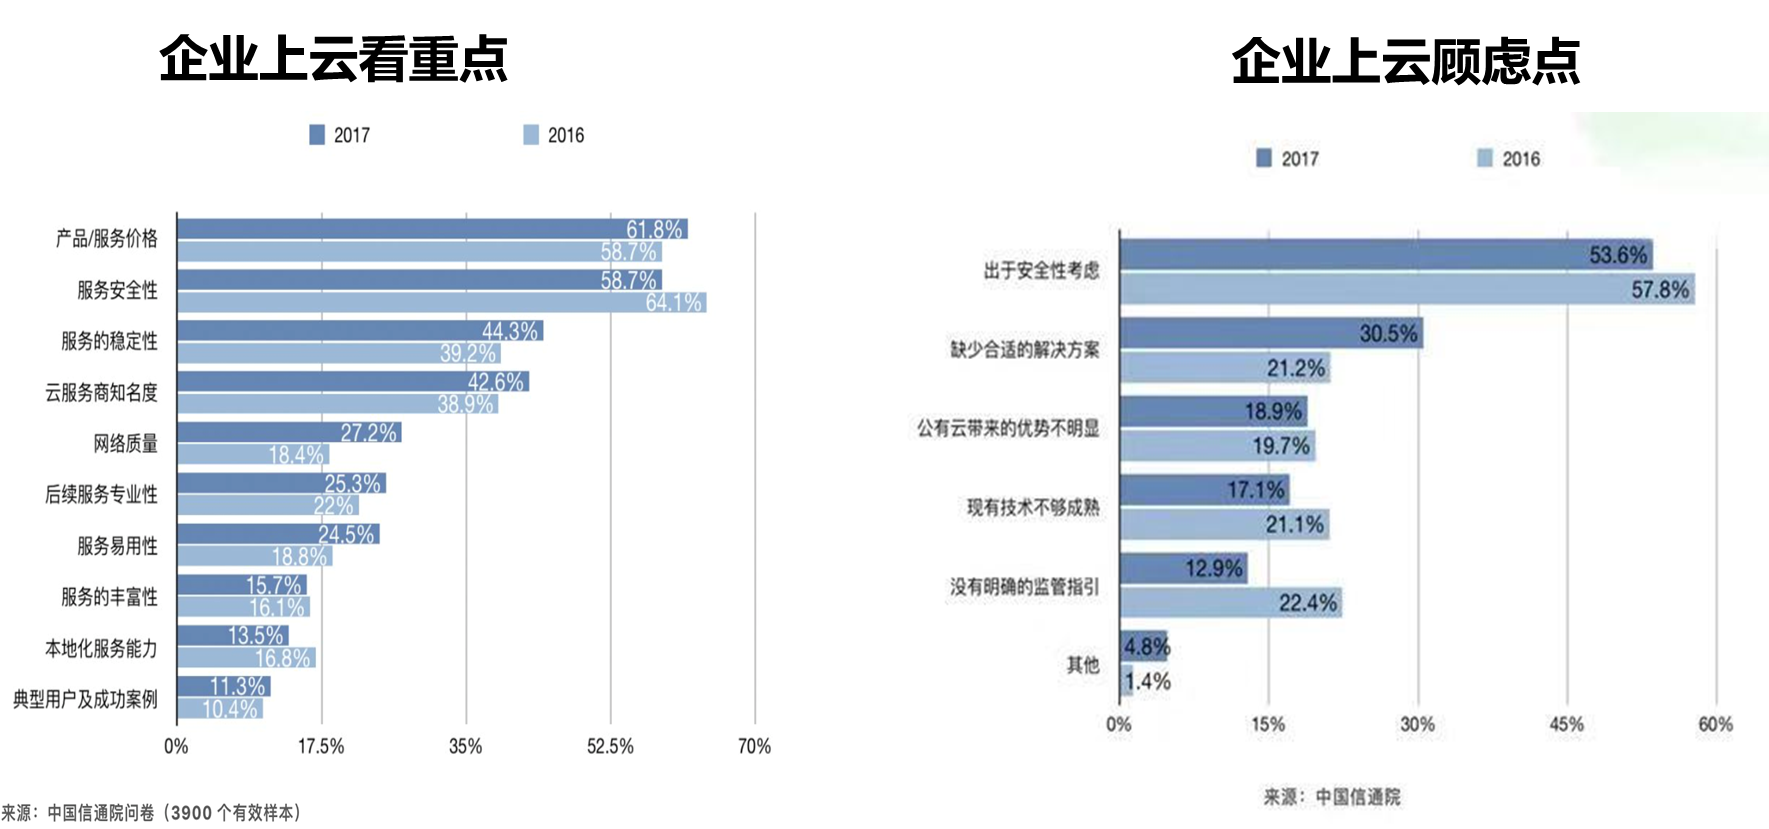 企业上云看重点
2017
2016
产品/服务价格
61.8%
58.7%
服务安全性
58.7%
64.1%
服务的稳定性
44.3%
39.2%
云服务商知名度
42.6%
38.9%
网络质量
27.2%
18.4%
后续服务专业性
25.3%
22%
服务易用性
24.5%
18.8%
服务的丰富性
15.7%
16.1%
本地化服务能力
13.5%
16.8%
典型用户及成功案例
11.3%
10.4%
0%
17.5%
35%
52.5%
70%
来源：中国信通院问卷（3900 个有效样本）
企业上云顾虑点
2017
2016
出于安全性考虑
53.6%
57.8%
缺少合适的解决方案
30.5%
21.2%
公有云带来的优势不明显
18.9%
19.7%
现有技术不够成熟
17.1%
21.1%
没有明确的监管指引
12.9%
22.4%
其他
4.8%
1.4%
0%
15%
30%
45%
60%
来源：中国信通院